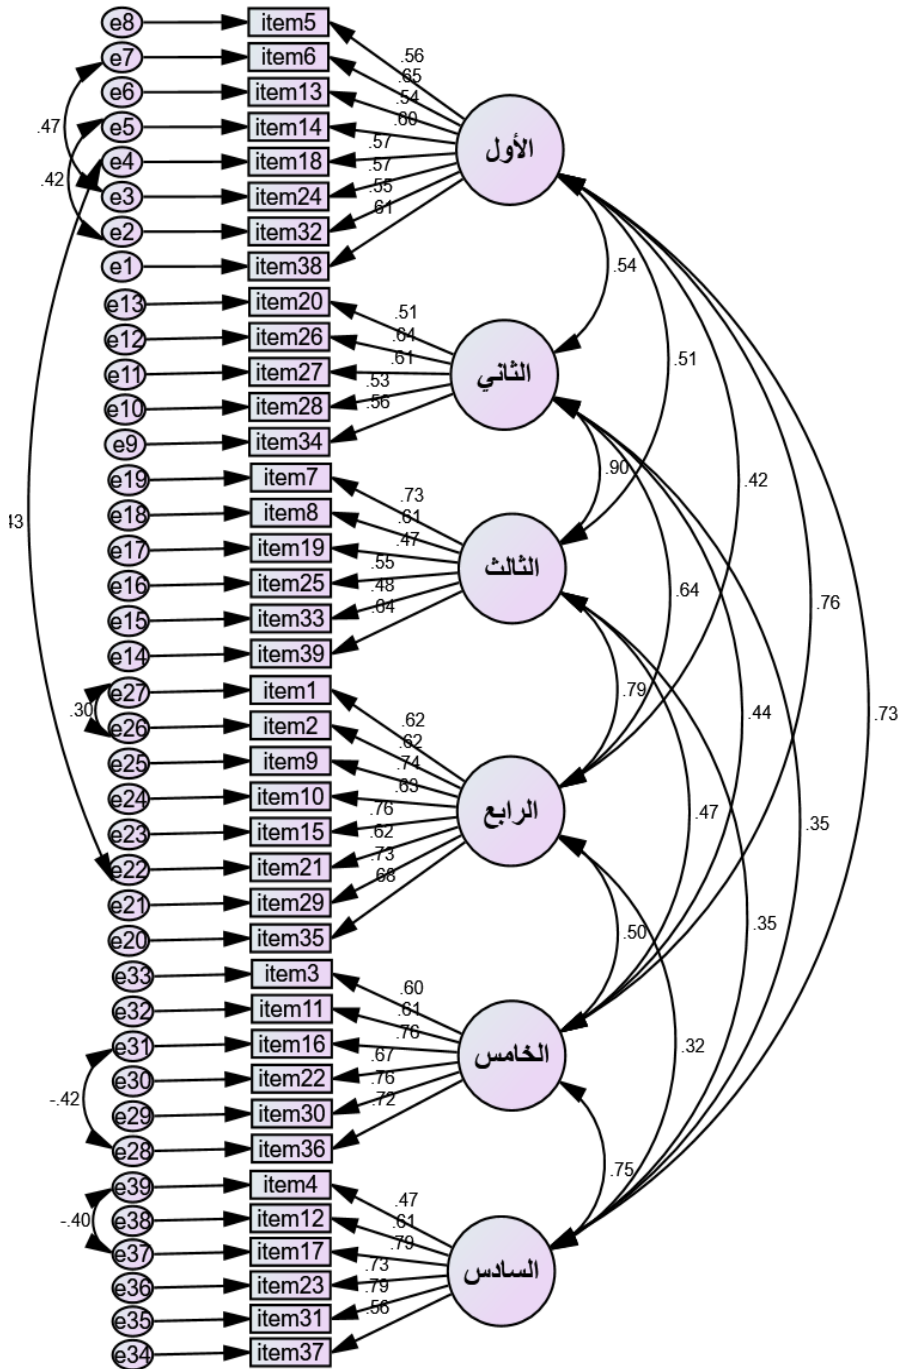 e8 item5
e7 item6
e6 item13
e5 item14
e4 item18
e3 item24
e2 item32
e1 item38
.56
.65
.54
.60
.57
.57
.55
.61
الأول
.47
.42
e13 item20
e12 item26
e11 item27
e10 item28
e9 item34
.51
.64
.61
.53
.56
الثاني
e19 item7
e18 item8
e17 item19
e16 item25
e15 item33
e14 item39
.73
.61
.47
.55
.48
.64
الثالث
43
e27 item1
e26 item2
e25 item9
e24 item10
e23 item15
e22 item21
e21 item29
e20 item35
.62
.62
.74
.63
.76
.62
.73
.68
الرابع
.30
e33 item3
e32 item11
e31 item16
e30 item22
e29 item30
e28 item36
.60
.61
.76
.67
.76
.72
الخامس
-.42
e39 item4
e38 item12
e37 item17
e36 item23
e35 item31
e34 item37
.47
.61
.79
.73
.79
.56
السادس
-.40
.54
.51
.42
.76
.73
.90
.64
.44
.35
.79
.47
.35
.50
.32
.75